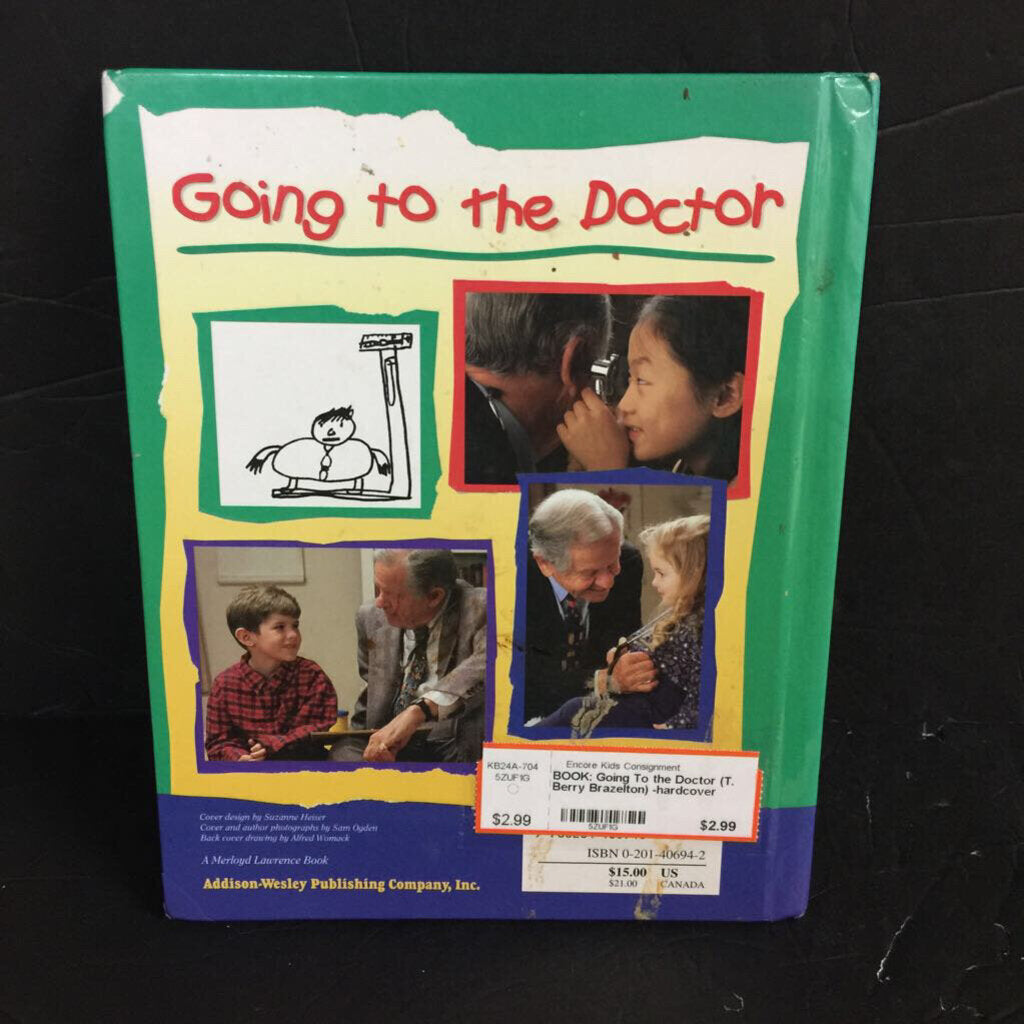 Going to the Doctor
KB24A-704
5ZUF1G
$2.99
Encore Kids Consignment
BOOK: Going To the Doctor (T.
Berry Brazelton) -hardcover
5ZUF1G
$2.99
Cover design by Suzanne Heiser
Cover and author photographs by Sam Ogden
Back cover drawing by Alfred Womack
A Merloyd Lawrence Book
Addison-Wesley Publishing Company, Inc.
ISBN 0-201-40694-2
$15.00 US
$21.00 CANADA